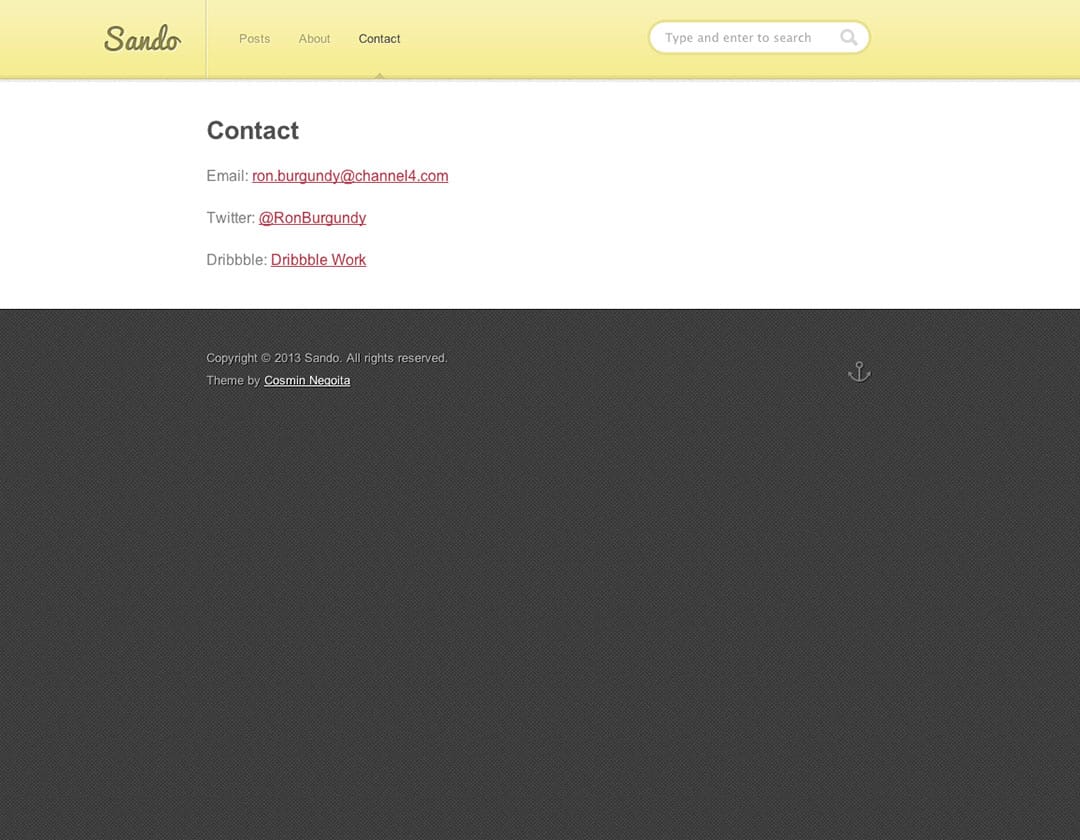 Sando
Posts About Contact
Type and enter to search
Contact
Email: ron.burgundy@channel4.com
Twitter: @RonBurgundy
Dribbble: Dribbble Work
Copyright © 2013 Sando. All rights reserved.
Theme by Cosmin Negoita